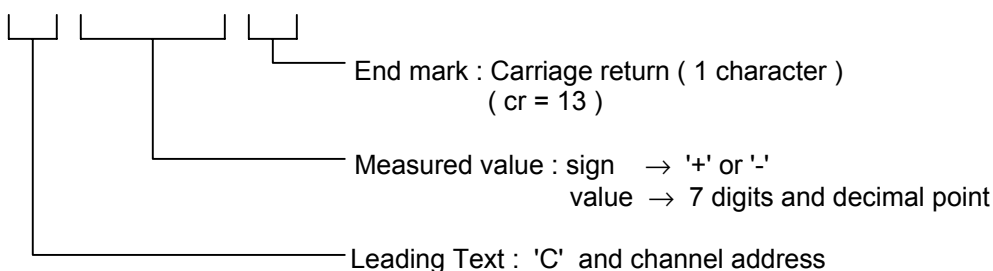 End mark : Carriage return ( 1 character )
( cr = 13 )
Measured value : sign → '+' or '-'
value → 7 digits and decimal point
Leading Text : 'C' and channel address